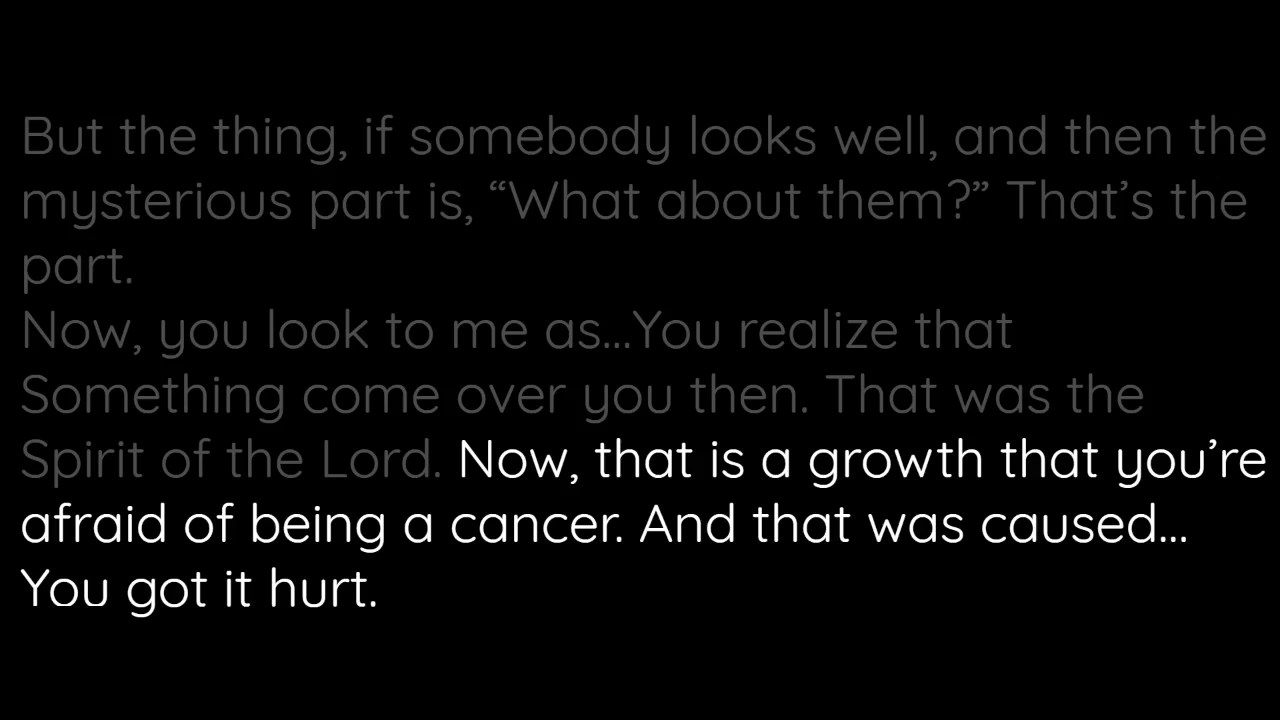 But the thing, if somebody looks well, and then the
mysterious part is, “What about them?” That’s the
part.
Now, you look to me as...You realize that
Something come over you then. That was the
Spirit of the Lord. Now, that is a growth that you’re
afraid of being a cancer. And that was caused...
You got it hurt.